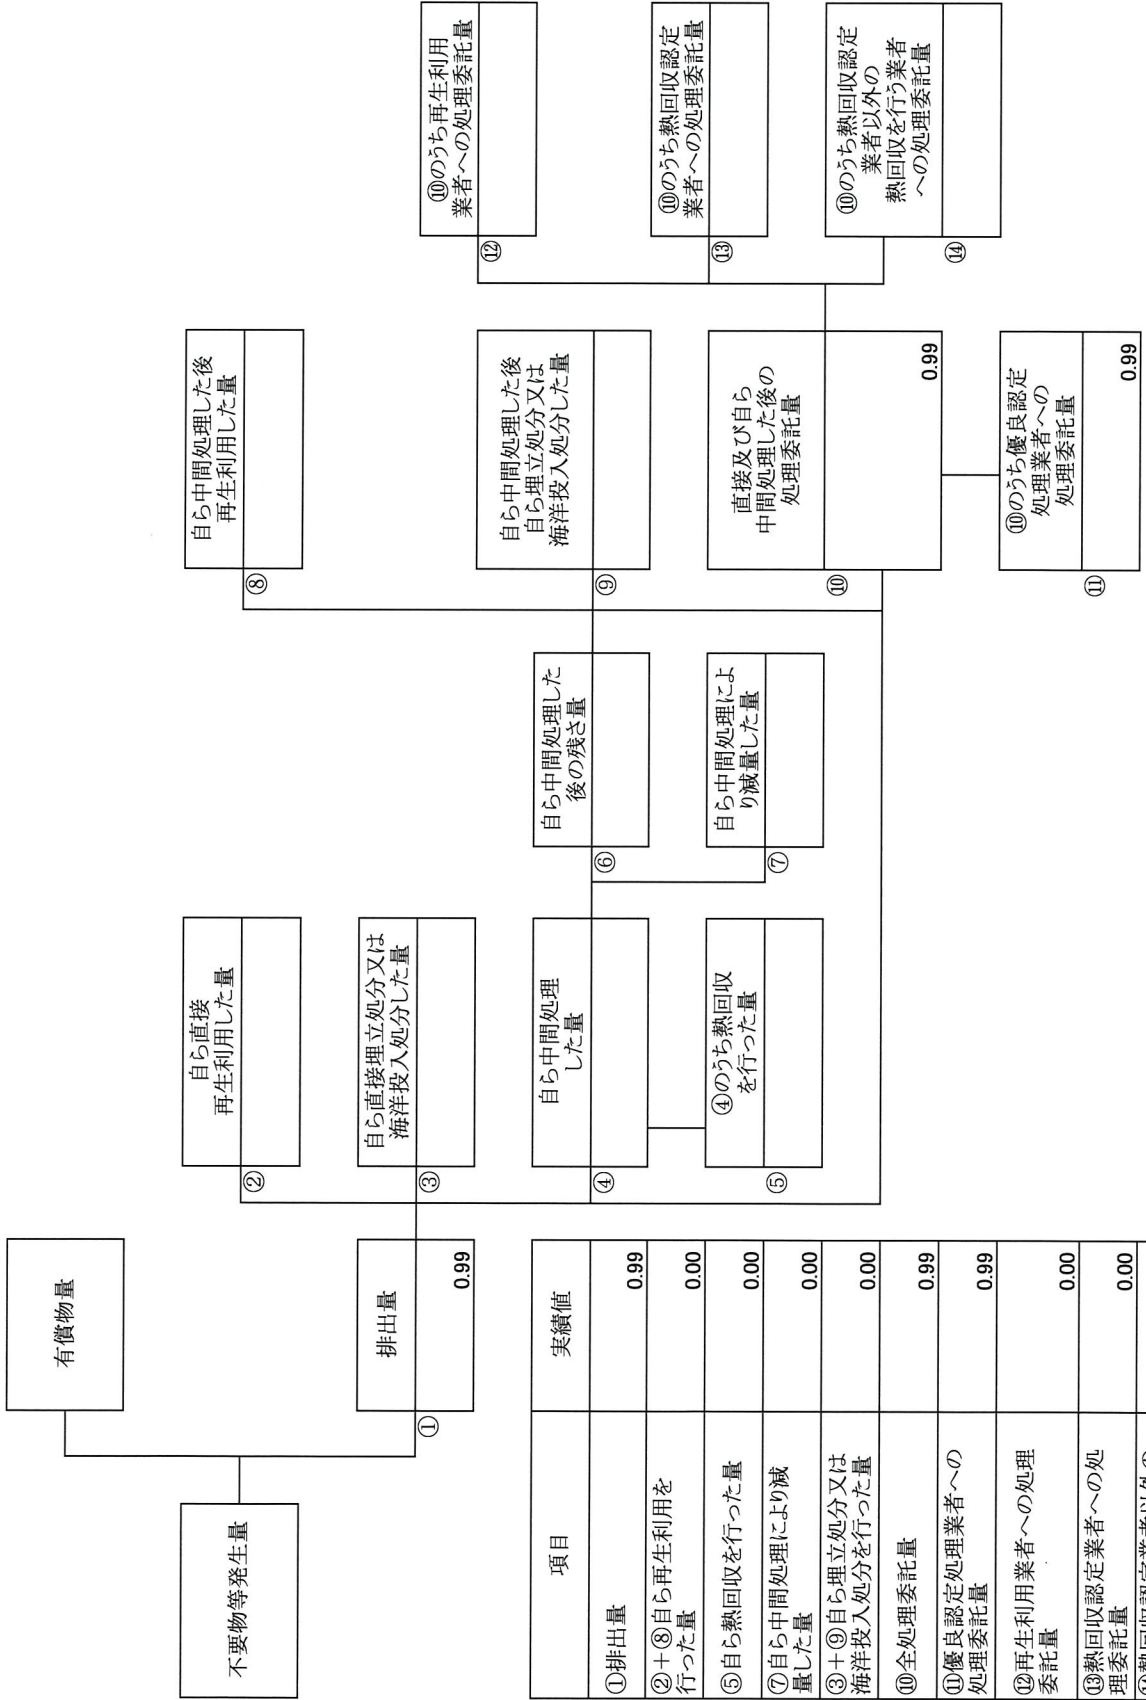 不要物等発生量
有償物量
排出量
①
0.99
自ら直接
再生利用した量
②
自ら直接埋立処分又は
海洋投入処分した量
③
自ら中間処理
した量
④
④のうち熱回収
を行った量
⑤
自ら中間処理した
後の残さ量
⑥
自ら中間処理によ
り減量した量
⑦
自ら中間処理した後
再生利用した量
⑧
自ら中間処理した後
自ら埋立処分又は
海洋投入処分した量
⑨
直接及び自ら
中間処理した後の
処理委託量
⑩
0.99
⑩のうち優良認定
処理業者への
処理委託量
⑪
0.99
⑩のうち再生利用
業者への処理委託量
⑫
⑩のうち熱回収認定
業者への処理委託量
⑬
⑩のうち熱回収認定
業者以外の
熱回収を行う業者
への処理委託量
⑭
項目 実績値
①排出量 0.99
②+⑧自ら再生利用を
行った量 0.00
⑤自ら熱回収を行った量 0.00
⑦自ら中間処理により減
量した量 0.00
③+⑨自ら埋立処分又は
海洋投入処分を行った量 0.00
⑩全処理委託量 0.99
⑪優良認定処理業者への
処理委託量 0.99
⑫再生利用業者への処理
委託量 0.00
⑬熱回収認定業者への処
理委託量 0.00